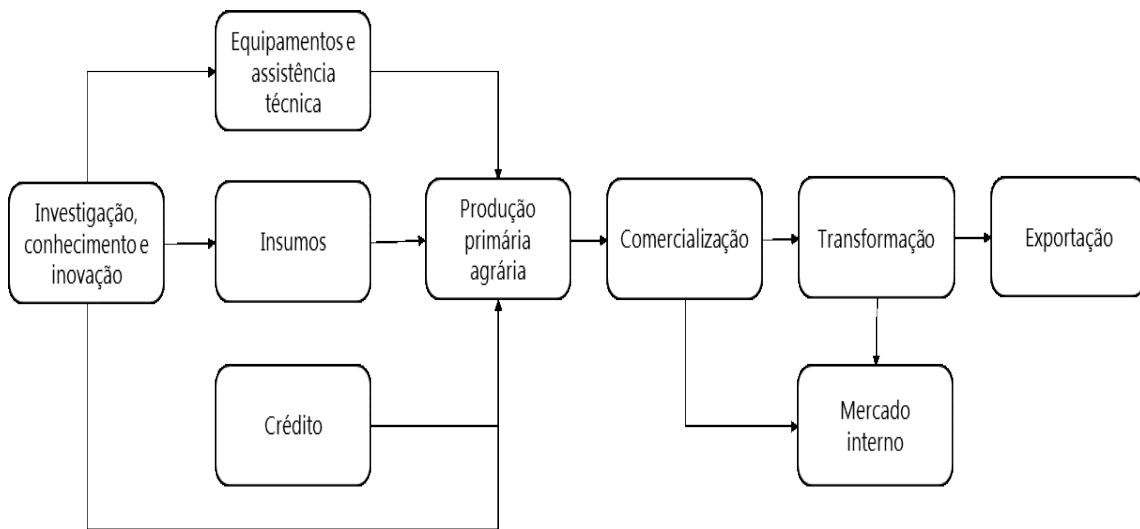 Equipamentos e
assistência
técnica
Investigação,
conhecimento e
inovação
Insumos
Produção
primária
agrária
Comercialização
Transformação
Exportação
Crédito
Mercado
interno